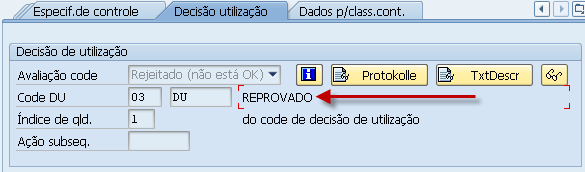 Especif.de controle Decisão utilização Dados p/class.cont.
Decisão de utilização
Avaliação code Rejeitado (não está OK) Protokolle TxtDescr
Code DU 03 DU REPROVADO
Índice de qld. 1 do code de decisão de utilização
Ação subseq.